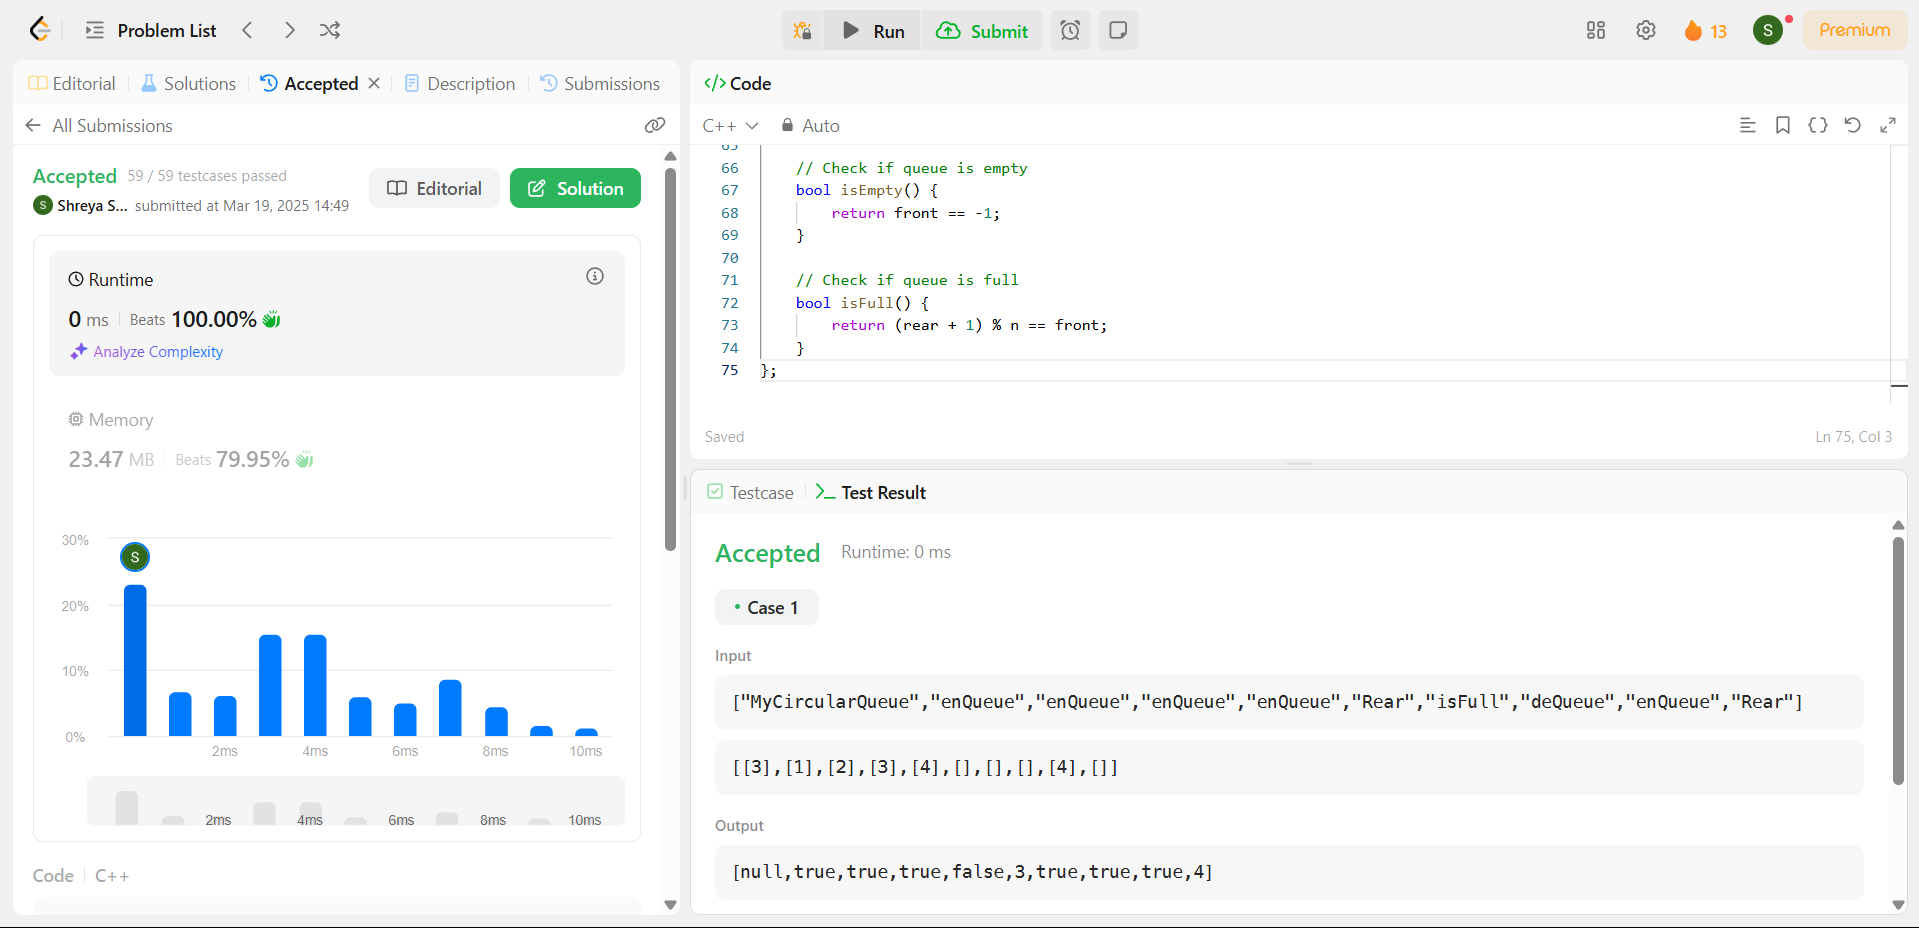 Problem List
Run
Submit
13
S
Premium
Editorial
Solutions
Accepted
Description
Submissions
All Submissions
Accepted 59 / 59 testcases passed
S Shreya S... submitted at Mar 19, 2025 14:49
Editorial
Solution
Runtime
0 ms Beats 100.00%
Analyze Complexity
Memory
23.47 MB Beats 79.95%
30%
S
20%
10%
0%
2ms 4ms 6ms 8ms 10ms
2ms 4ms 6ms 8ms 10ms
Code C++
</> Code
C++ Auto
65
66 // Check if queue is empty
67 bool isEmpty() {
68 return front == -1;
69 }
70
71 // Check if queue is full
72 bool isFull() {
73 return (rear + 1) % n == front;
74 }
75 };
Saved
Ln 75, Col 3
Testcase
Test Result
Accepted Runtime: 0 ms
• Case 1
Input
["MyCircularQueue","enQueue","enQueue","enQueue","enQueue","Rear","isFull","deQueue","enQueue","Rear"]
[[3],[1],[2],[3],[4],[],[],[],[4],[]]
Output
[null,true,true,true,false,3,true,true,true,4]